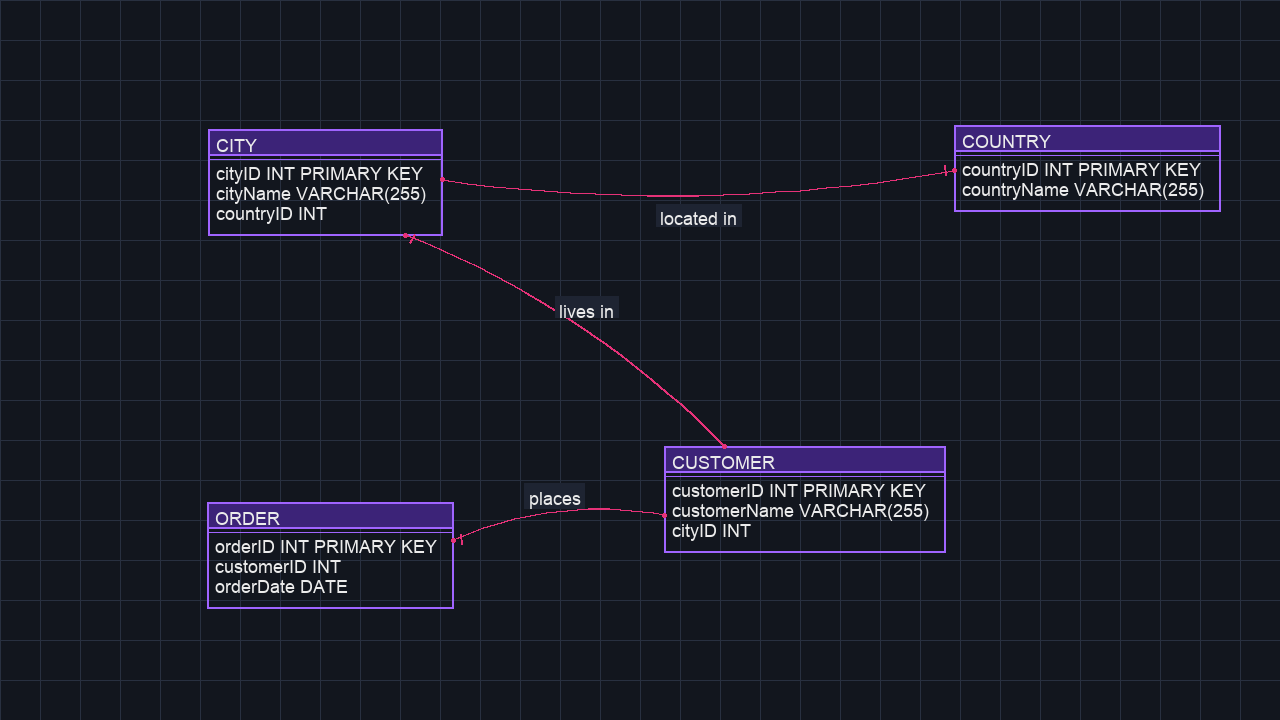 CITY
cityID INT PRIMARY KEY
cityName VARCHAR(255)
countryID INT
COUNTRY
countryID INT PRIMARY KEY
countryName VARCHAR(255)
located in
lives in
CUSTOMER
customerID INT PRIMARY KEY
customerName VARCHAR(255)
cityID INT
places
ORDER
orderID INT PRIMARY KEY
customerID INT
orderDate DATE